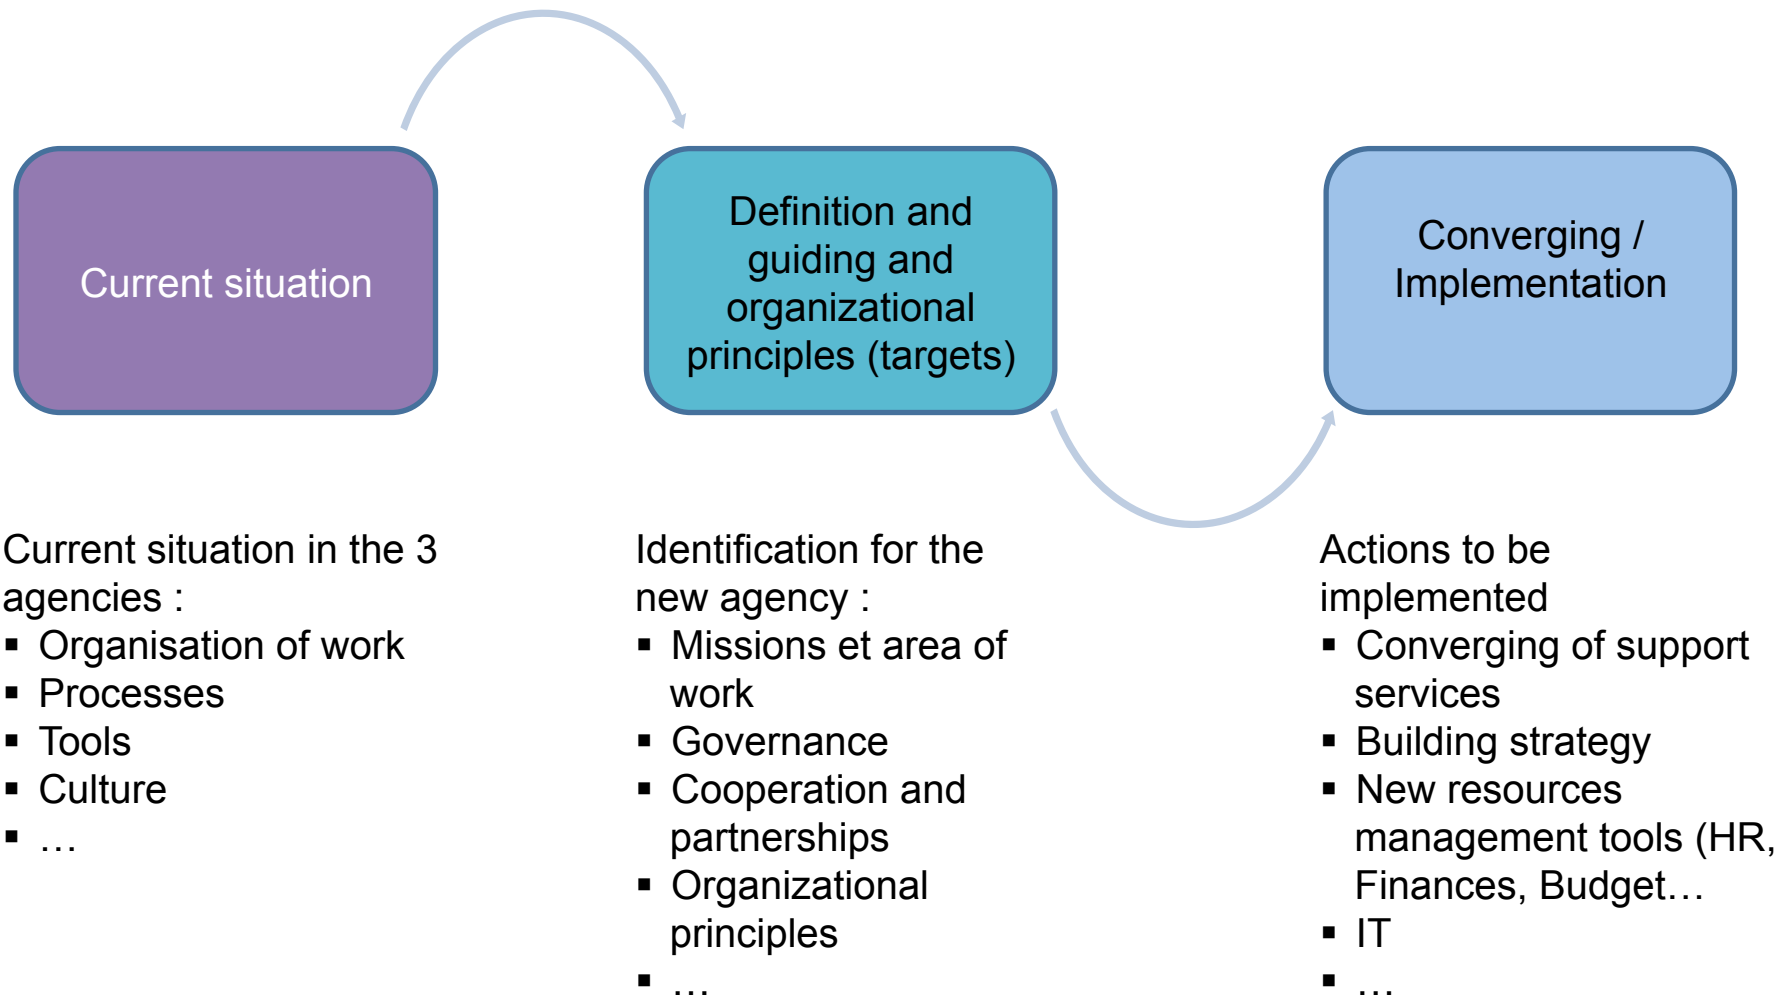 Current situation
Definition and
guiding and
organizational
principles (targets)
Converging /
Implementation
Current situation in the 3
agencies :
▪ Organisation of work
▪ Processes
▪ Tools
▪ Culture
▪ …
Identification for the
new agency :
▪ Missions et area of
work
▪ Governance
▪ Cooperation and
partnerships
▪ Organizational
principles
▪ …
Actions to be
implemented
▪ Converging of support
services
▪ Building strategy
▪ New resources
management tools (HR,
Finances, Budget…
▪ IT
▪ …